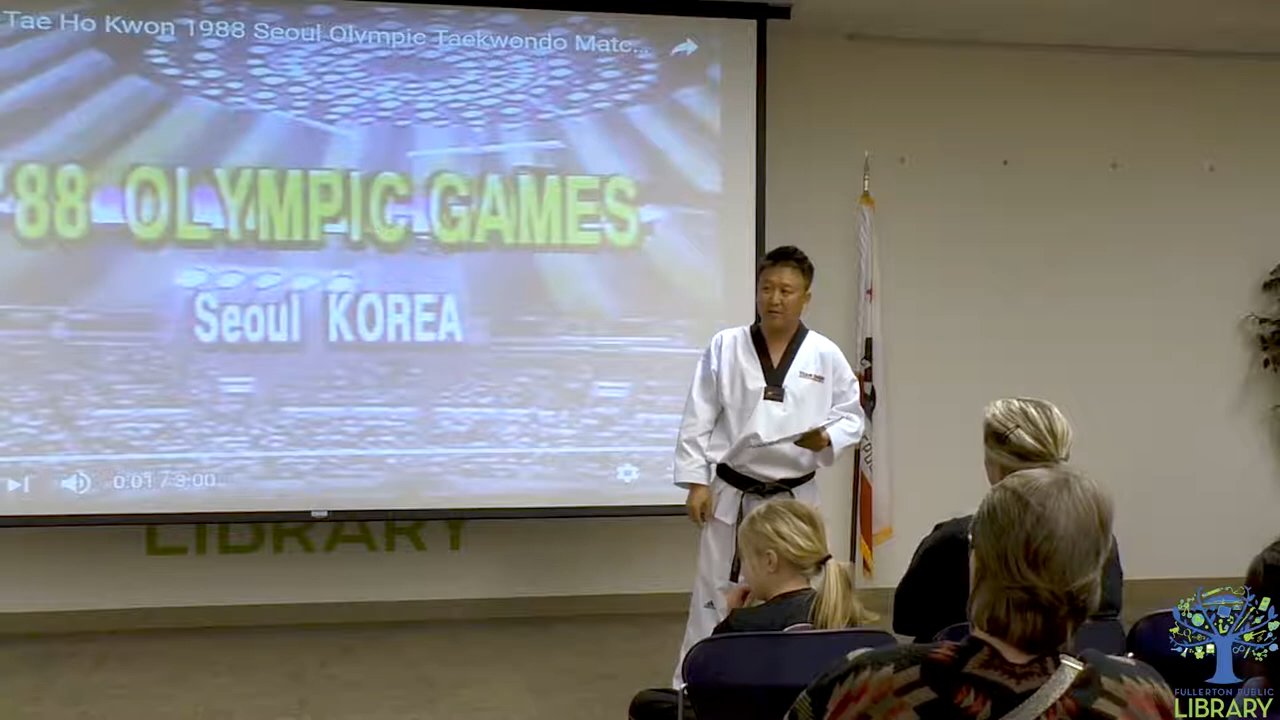 Tae Ho Kwon 1988 Seoul Olympic Taekwondo Matc...
'88 OLYMPIC GAMES
Seoul KOREA
0:01 / 3:00
LIBRARY
FULLERTON PUBLIC
LIBRARY